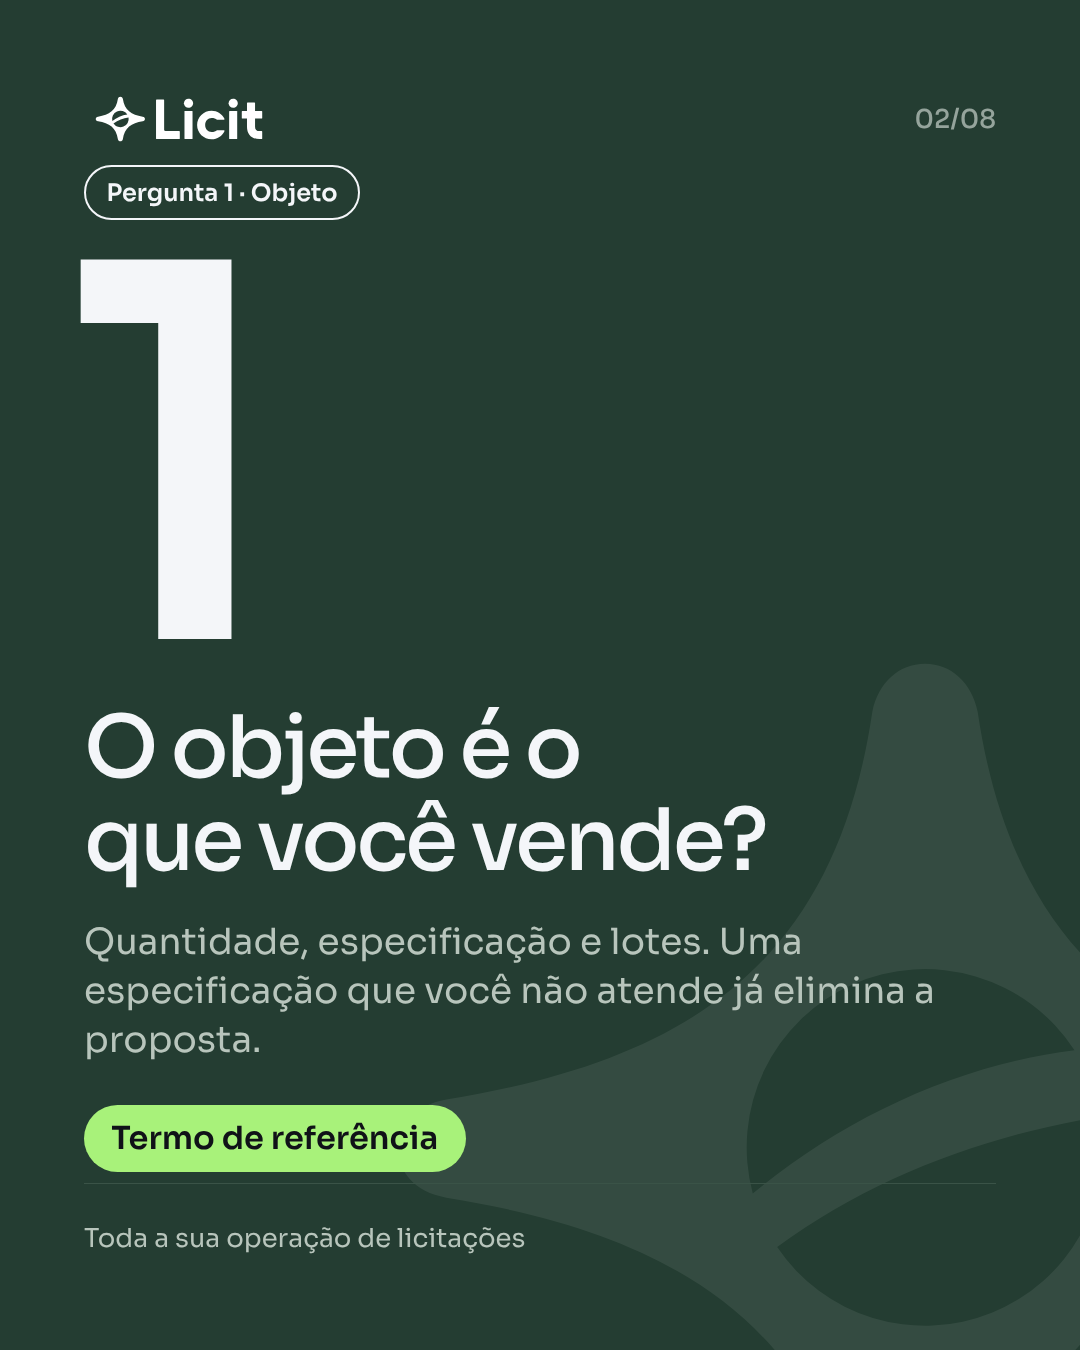 Licit
02/08
Pergunta 1 · Objeto
1
O objeto é o
que você vende?
Quantidade, especificação e lotes. Uma
especificação que você não atende já elimina a
proposta.
Termo de referência
Toda a sua operação de licitações